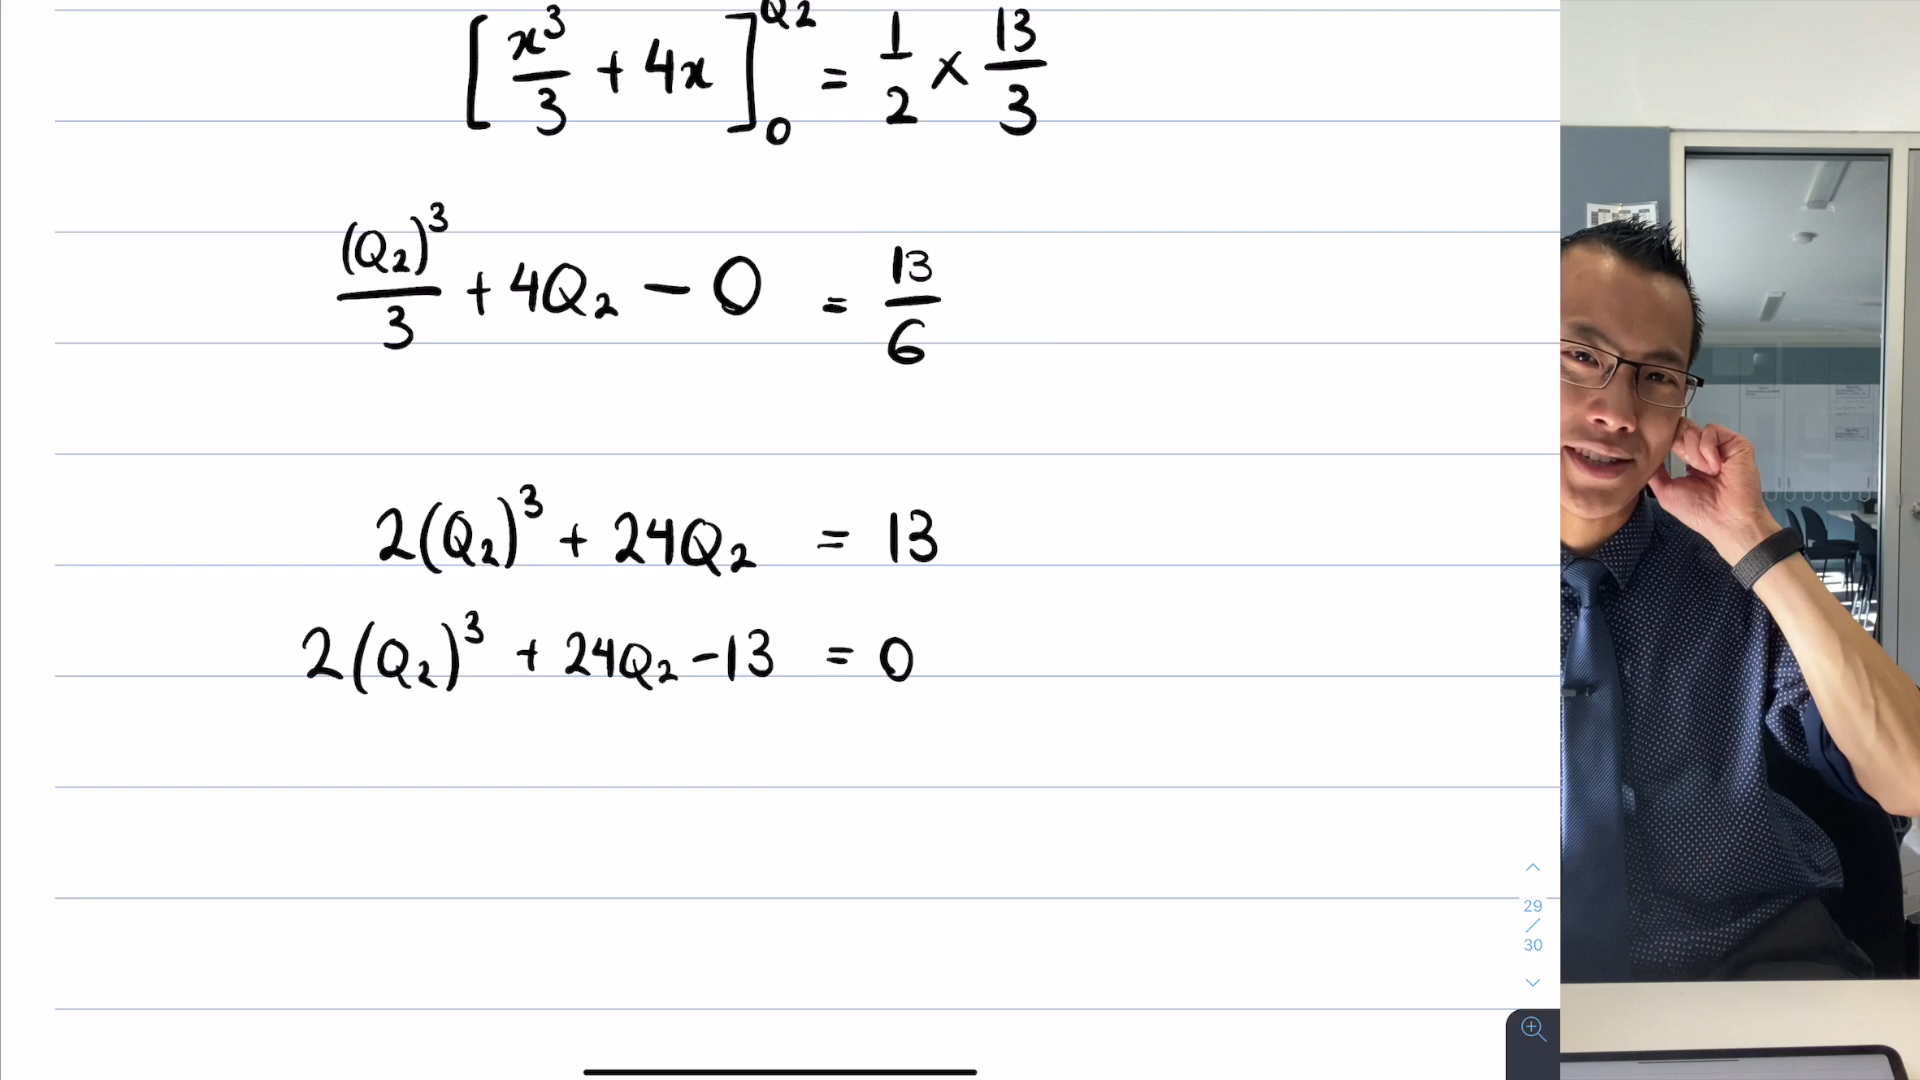 [x³/3 + 4x]₀^Q2 = 1/2 × 13/3
(Q₂)³/3 + 4Q₂ − 0 = 13/6
2(Q₂)³ + 24Q₂ = 13
2(Q₂)³ + 24Q₂ − 13 = 0
29
/
30